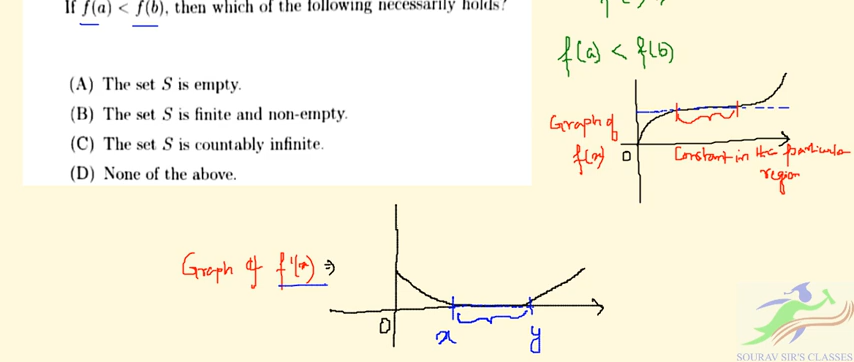 If f(a) < f(b), then which of the following necessarily holds?
(A) The set S is empty.
(B) The set S is finite and non-empty.
(C) The set S is countably infinite.
(D) None of the above.
f(a) < f(b)
Graph of
f(x)
0
Constant in the particular
region
Graph of f'(x) ⇒
0
x
y
SOURAV SIR'S CLASSES